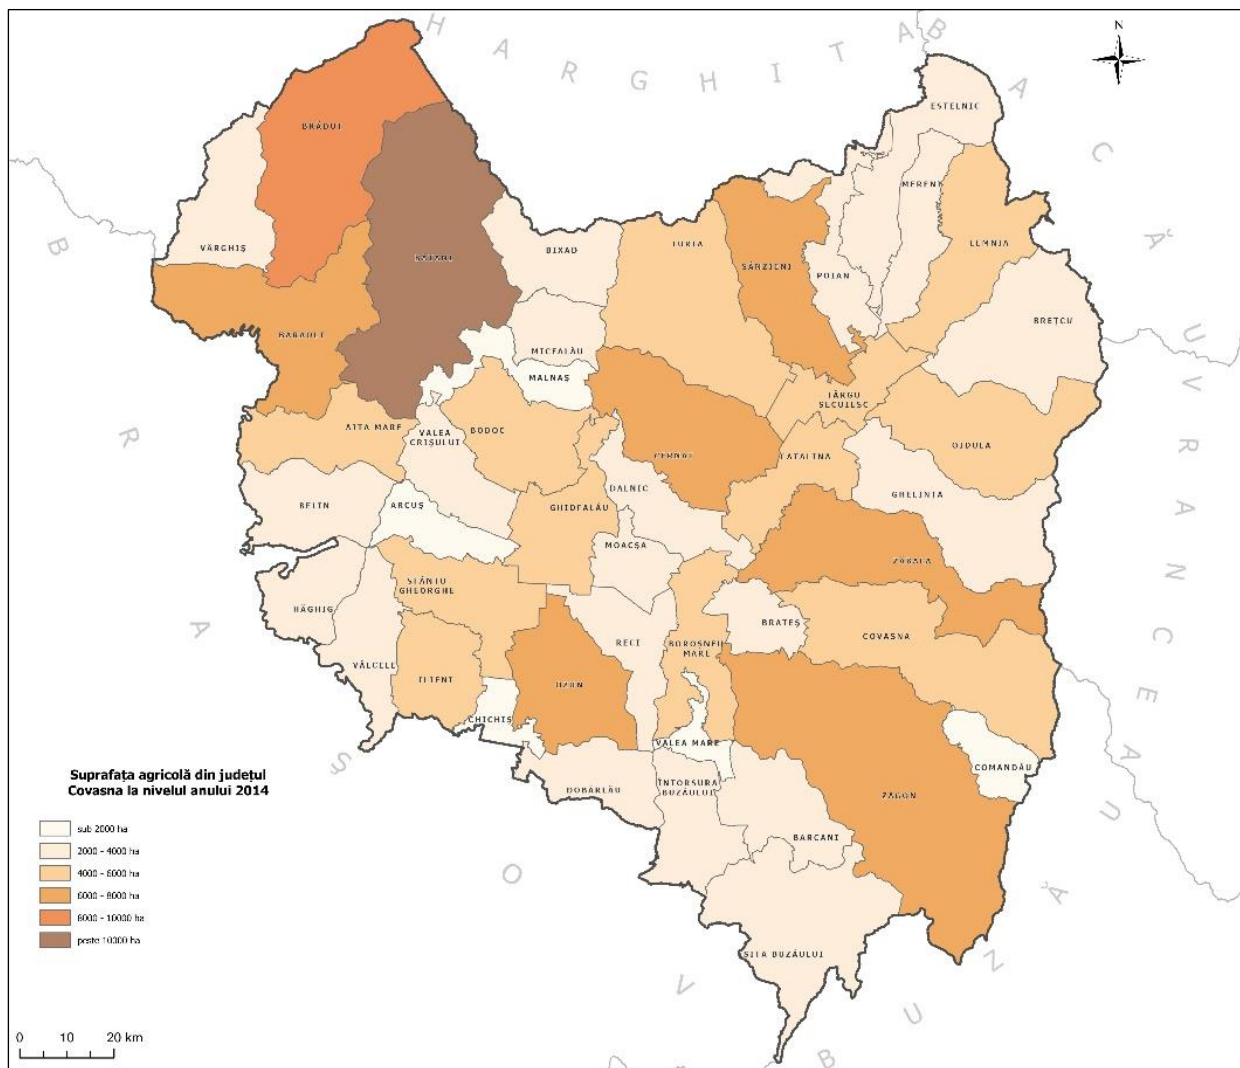 N
HARGHITA
BACĂU
VRANCEA
BUZĂU
BRAȘOV
ESTELNIC
BRĂDUȚ
MERENI
LEMNIA
VÂRGHIȘ
BIXAD
TURIA
SÂNZIENI
POIAN
BATANI
BREȚCU
BARAOLT
MICFALĂU
MALNAȘ
TÂRGU
SECUIESC
AITA MARE
VALEA
CRIȘULUI
BODOC
CERNAT
CATALINA
OJDULA
DALNIC
GHELINȚA
BELIN
ARCUȘ
GHIDFALĂU
MOACȘA
ZĂBALA
SFÂNTU
GHEORGHE
HĂGHIG
BRATEȘ
COVASNA
RECI
BOROȘNEU
MARE
VÂLCELE
ILIENI
OZUN
CHICHIȘ
VALEA MARE
COMANDĂU
ÎNTORSURA
BUZĂULUI
DOBÂRLĂU
ZAGON
BARCANI
SITA BUZĂULUI
Suprafața agricolă din județul
Covasna la nivelul anului 2014
sub 2000 ha
2000 - 4000 ha
4000 - 6000 ha
6000 - 8000 ha
8000 - 10000 ha
peste 10000 ha
0 10 20 km